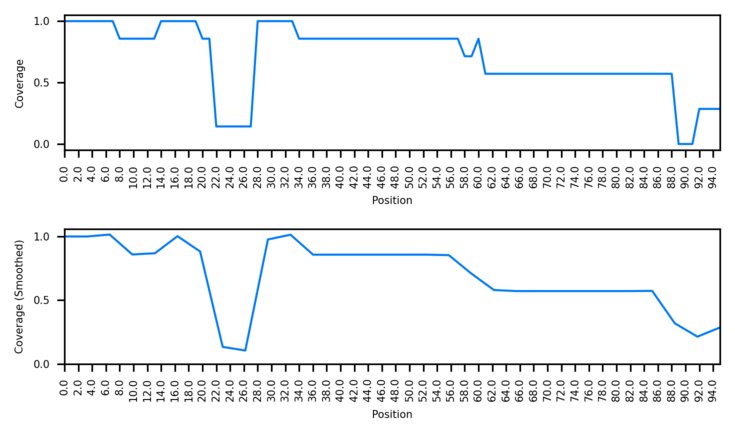 1.0
0.5
0.0
Coverage
0.0 2.0 4.0 6.0 8.0 10.0 12.0 14.0 16.0 18.0 20.0 22.0 24.0 26.0 28.0 30.0 32.0 34.0 36.0 38.0 40.0 42.0 44.0 46.0 48.0 50.0 52.0 54.0 56.0 58.0 60.0 62.0 64.0 66.0 68.0 70.0 72.0 74.0 76.0 78.0 80.0 82.0 84.0 86.0 88.0 90.0 92.0 94.0
Position
1.0
0.5
0.0
Coverage (Smoothed)
0.0 2.0 4.0 6.0 8.0 10.0 12.0 14.0 16.0 18.0 20.0 22.0 24.0 26.0 28.0 30.0 32.0 34.0 36.0 38.0 40.0 42.0 44.0 46.0 48.0 50.0 52.0 54.0 56.0 58.0 60.0 62.0 64.0 66.0 68.0 70.0 72.0 74.0 76.0 78.0 80.0 82.0 84.0 86.0 88.0 90.0 92.0 94.0
Position